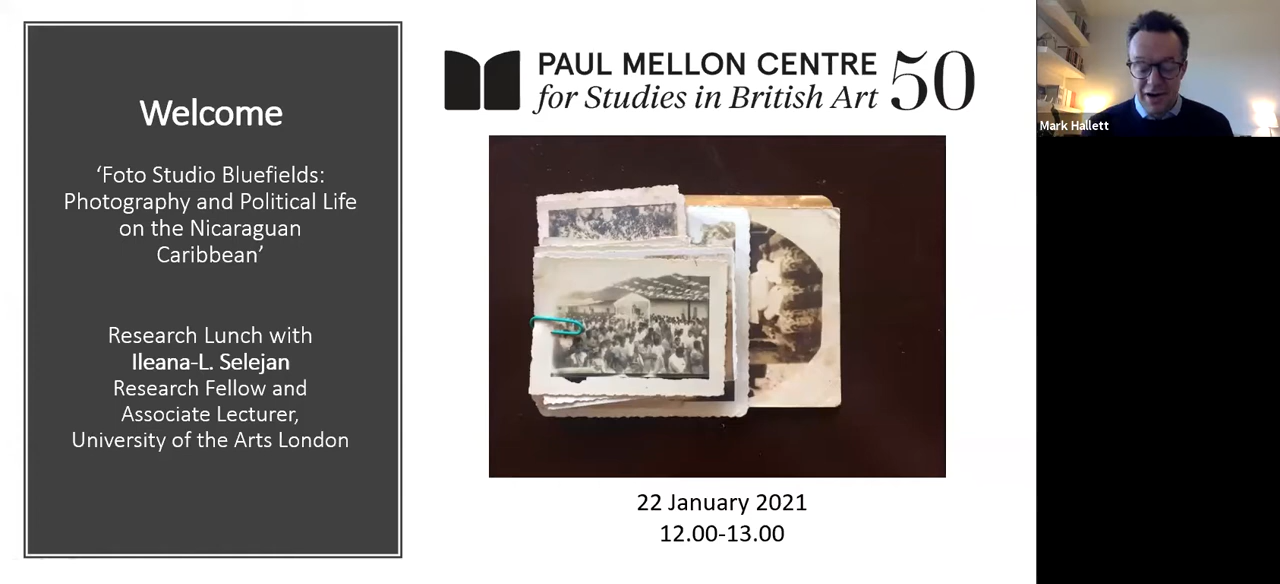 Welcome
‘Foto Studio Bluefields:
Photography and Political Life
on the Nicaraguan
Caribbean’
Research Lunch with
Ileana-L. Selejan
Research Fellow and
Associate Lecturer,
University of the Arts London
PAUL MELLON CENTRE
for Studies in British Art 50
22 January 2021
12.00-13.00
Mark Hallett